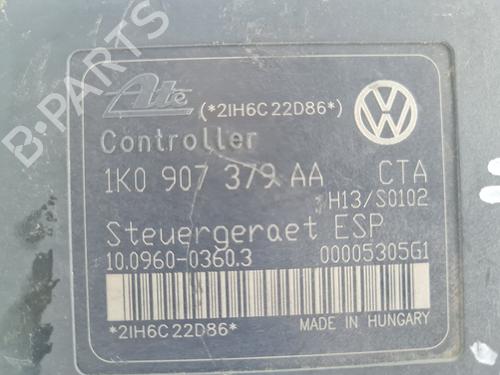 B-PARTS
Ate (*2IH6C22D86*)
Controller
1K0 907 379 AA CTA
H13/S0102
Steuergeraet ESP
10.0960-0360.3 00005305G1
*2IH6C22D86* MADE IN HUNGARY